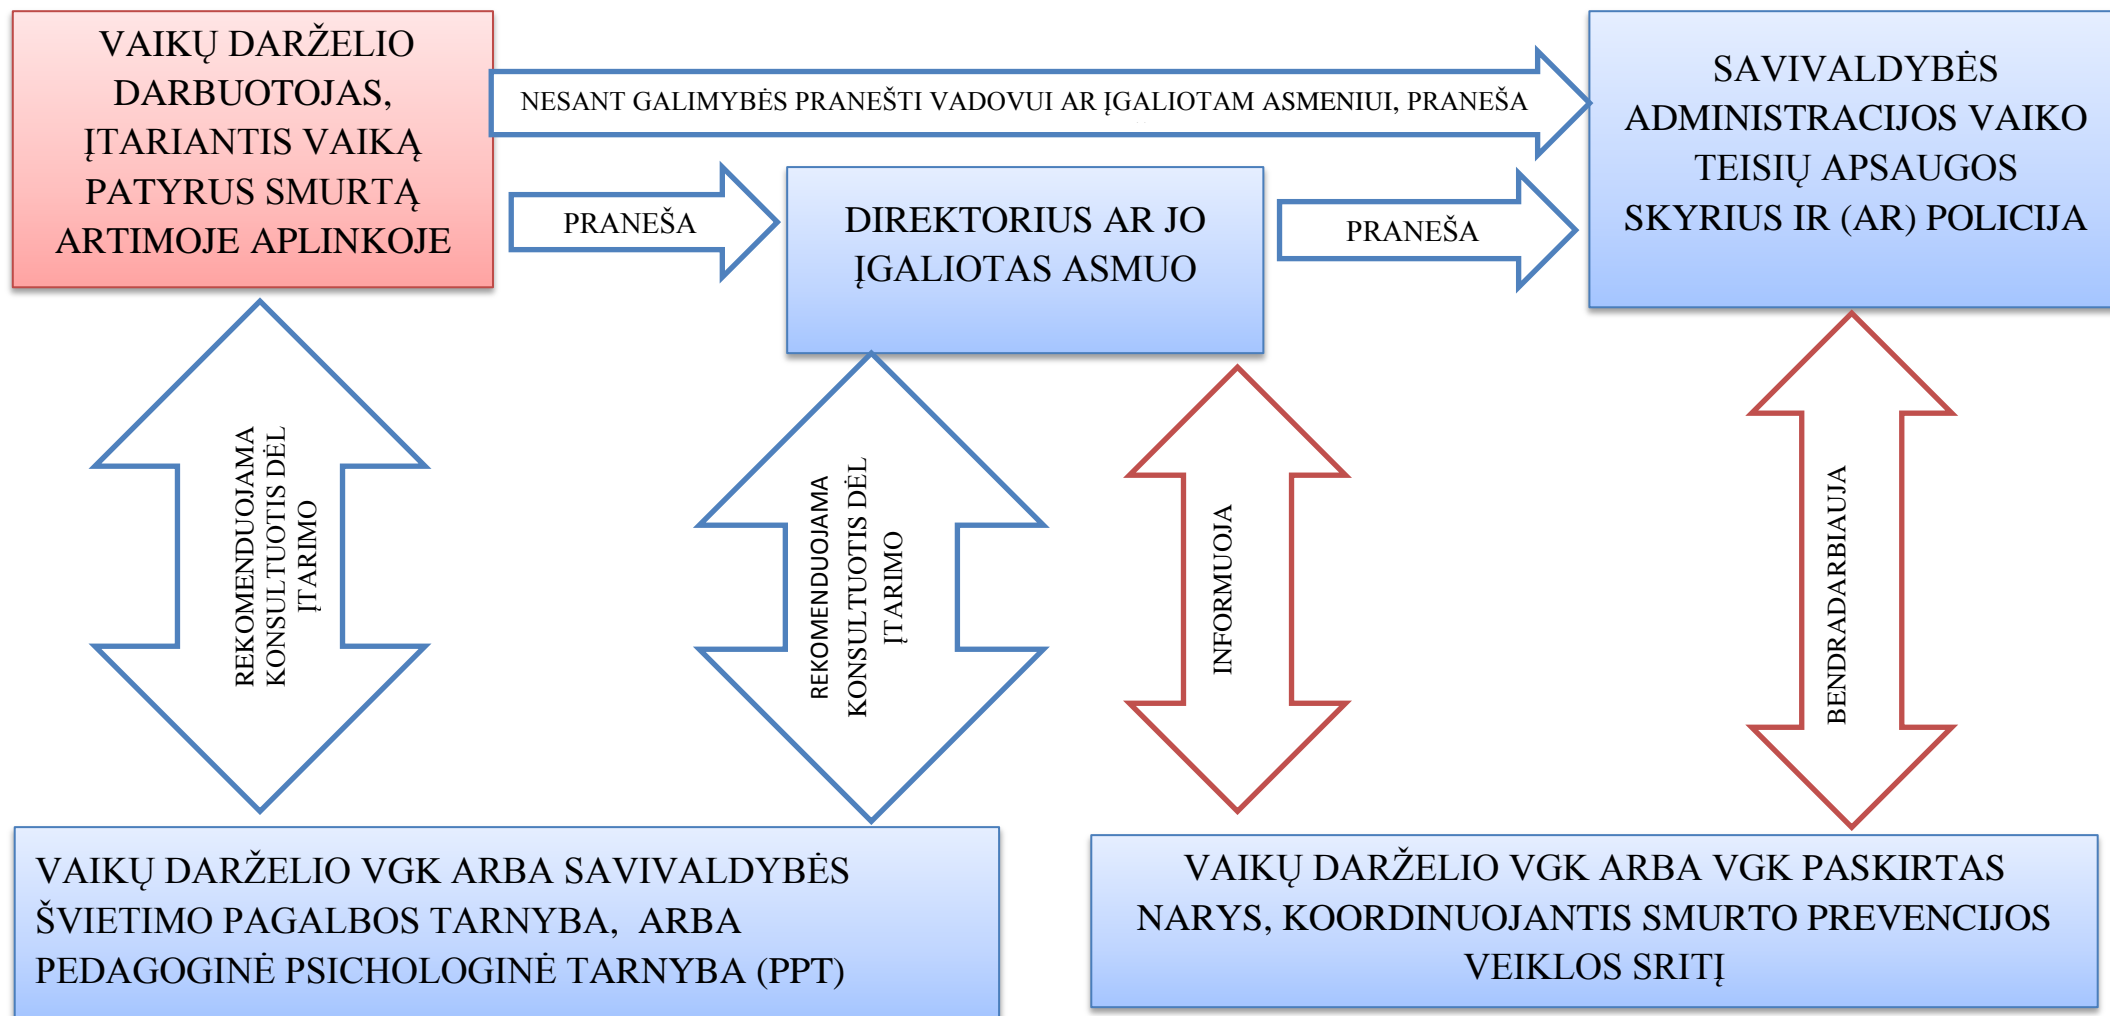 VAIKŲ DARŽELIO
DARBUOTOJAS,
ĮTARIANTIS VAIKĄ
PATYRUS SMURTĄ
ARTIMOJE APLINKOJE
NESANT GALIMYBĖS PRANEŠTI VADOVUI AR ĮGALIOTAM ASMENIUI, PRANEŠA
SAVIVALDYBĖS
ADMINISTRACIJOS VAIKO
TEISIŲ APSAUGOS
SKYRIUS IR (AR) POLICIJA
PRANEŠA
DIREKTORIUS AR JO
ĮGALIOTAS ASMUO
PRANEŠA
REKOMENDUOJAMA
KONSULTUOTIS DĖL
ĮTARIMO
REKOMENDUOJAMA
KONSULTUOTIS DĖL
ĮTARIMO
INFORMUOJA
BENDRADARBIAUJA
VAIKŲ DARŽELIO VGK ARBA SAVIVALDYBĖS
ŠVIETIMO PAGALBOS TARNYBA, ARBA
PEDAGOGINĖ PSICHOLOGINĖ TARNYBA (PPT)
VAIKŲ DARŽELIO VGK ARBA VGK PASKIRTAS
NARYS, KOORDINUOJANTIS SMURTO PREVENCIJOS
VEIKLOS SRITĮ